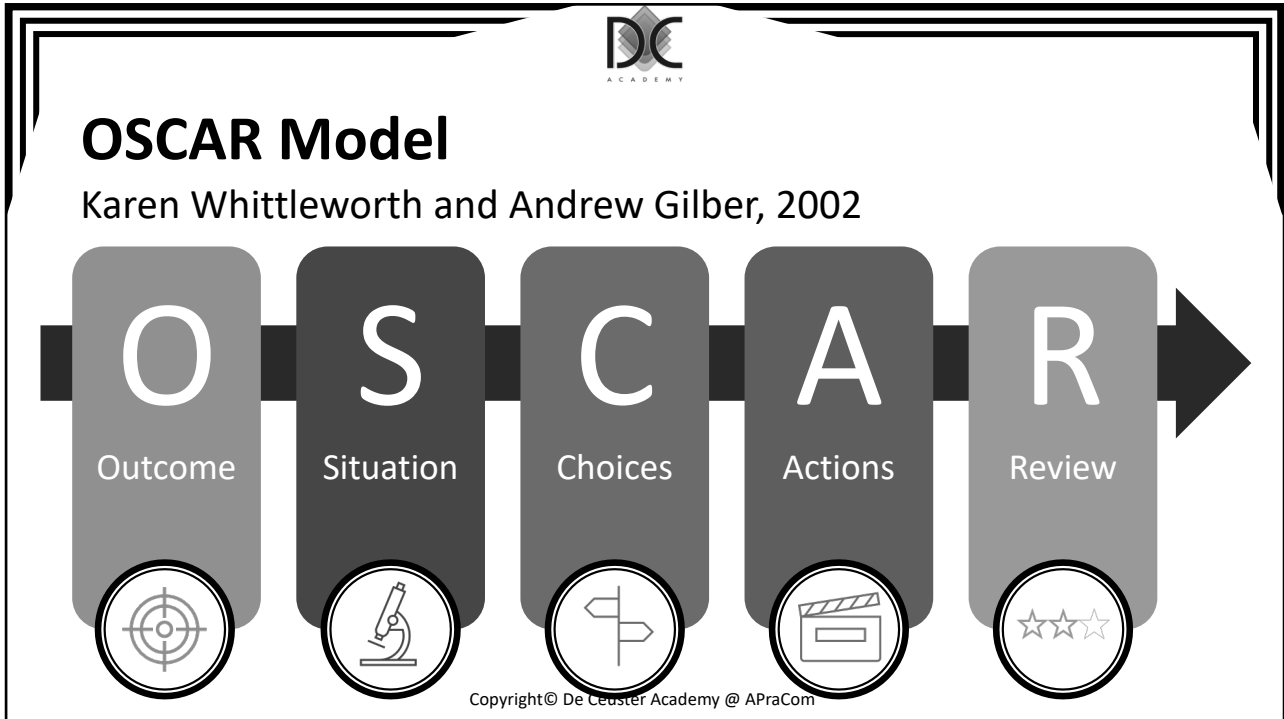 DC
ACADEMY
OSCAR Model
Karen Whittleworth and Andrew Gilber, 2002
O
S
C
A
R
Outcome
Situation
Choices
Actions
Review
Copyright© De Ceuster Academy @ APraCom